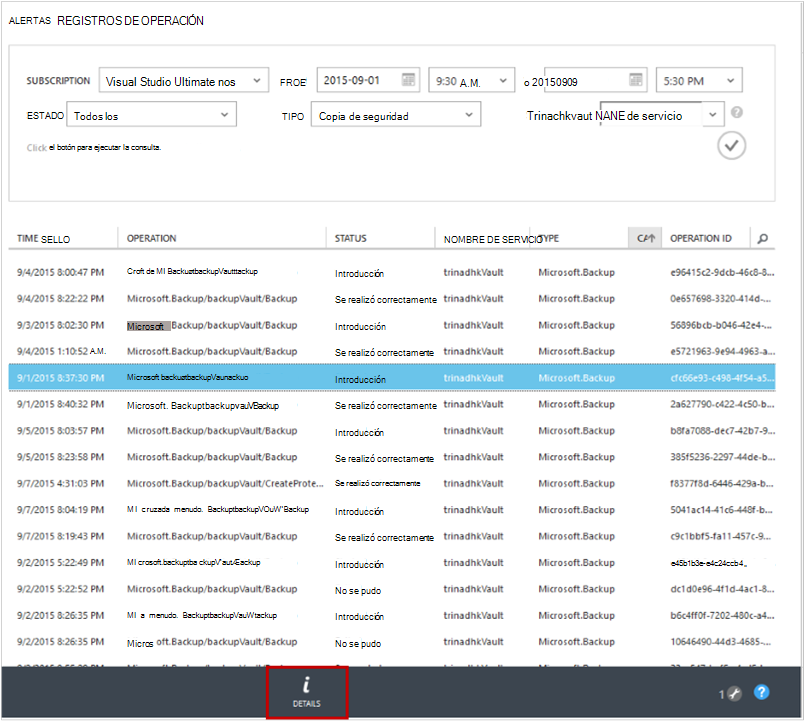 ALERTAS REGISTROS DE OPERACIÓN
SUBSCRIPTION Visual Studio Ultimate nos FROE' 2015-09-01 9:30 A.M. o 20150909 5:30 PM
ESTADO Todos los TIPO Copia de seguridad Trinachkvaut NANE de servicio ?
Click el botón para ejecutar la consulta.
TIME SELLO OPERATION STATUS NOMBRE DE SERVICIO TYPE OPERATION ID
9/4/2015 8:00:47 PM Croft de MI BackuatbackupVautttackup Introducción trinadhkVault Microsoft.Backup e96415c2-9dcb-46c8-8...
9/4/2015 8:22:22 PM Microsoft.Backup/backupVault/Backup Se realizó correctamente trinadhkVault Microsoft.Backup 0e657698-3320-414d-...
9/3/2015 8:02:30 PM Microsoft Backup/backupVault/Backup Introducción trinadhkVault Microsoft.Backup 56896bcb-b046-42e4-...
9/4/2015 1:10:52 A.M. Microsoft.Backup/backupVault/Backup Se realizó correctamente trinadhkVault Microsoft.Backup e5721963-9e94-4963-a...
9/1/2015 8:37:30 PM Microsoft backuatbackupVaunackuo Introducción trinadhkVault Microsoft.Backup cfc66e93-c498-4f54-a5...
9/1/2015 8:40:32 PM Microsoft. BackuptbackupvauVBackup Se realizó correctamente trinadhkVault Microsoft.Backup 2a627790-c422-4c50-b...
9/5/2015 8:03:57 PM Microsoft.Backup/backupVault/Backup Introducción trinadhkVault Microsoft.Backup b8fa7088-dec7-42b7-9...
9/5/2015 8:23:58 PM Microsoft.Backup/backupVault/Backup Se realizó correctamente trinadhkVault Microsoft.Backup 385f5236-2297-44de-b...
9/7/2015 4:31:03 PM Microsoft.Backup/backupVault/CreateProte... Se realizó correctamente trinadhkVault Microsoft.Backup f8377f8d-6446-429a-b...
9/7/2015 8:04:19 PM MI cruzada menudo. BackuptbackupVOuW'Backup Introducción trinadhkVault Microsoft.Backup 5041ac14-41c6-448f-b...
9/7/2015 8:19:43 PM Microsoft.Backup/backupVault/Backup Se realizó correctamente trinadhkVault Microsoft.Backup c9c1bbf5-fa11-457c-9...
9/2/2015 5:22:49 PM MI crosoft.backuptba ckupV'aut/Eackup Introducción trinadhkVault Microsoft.Backup e45b1b3e-e4c24ccb4_
9/2/2015 5:22:52 PM Microsoft.Backup/backupVault/Backup No se pudo trinadhkVault Microsoft.Backup dc1d0e96-4f1d-4ac1-8...
9/2/2015 8:26:35 PM MI a menudo. BackuptbackupVauWtackup Introducción trinadhkVault Microsoft.Backup b6c4ff0f-7202-480c-a4...
9/2/2015 8:26:35 PM Micros oft.Backup/backupVault/Backup No se pudo trinadhkVault Microsoft.Backup 10646490-44d3-4685-...
i
DETAILS 1 ?